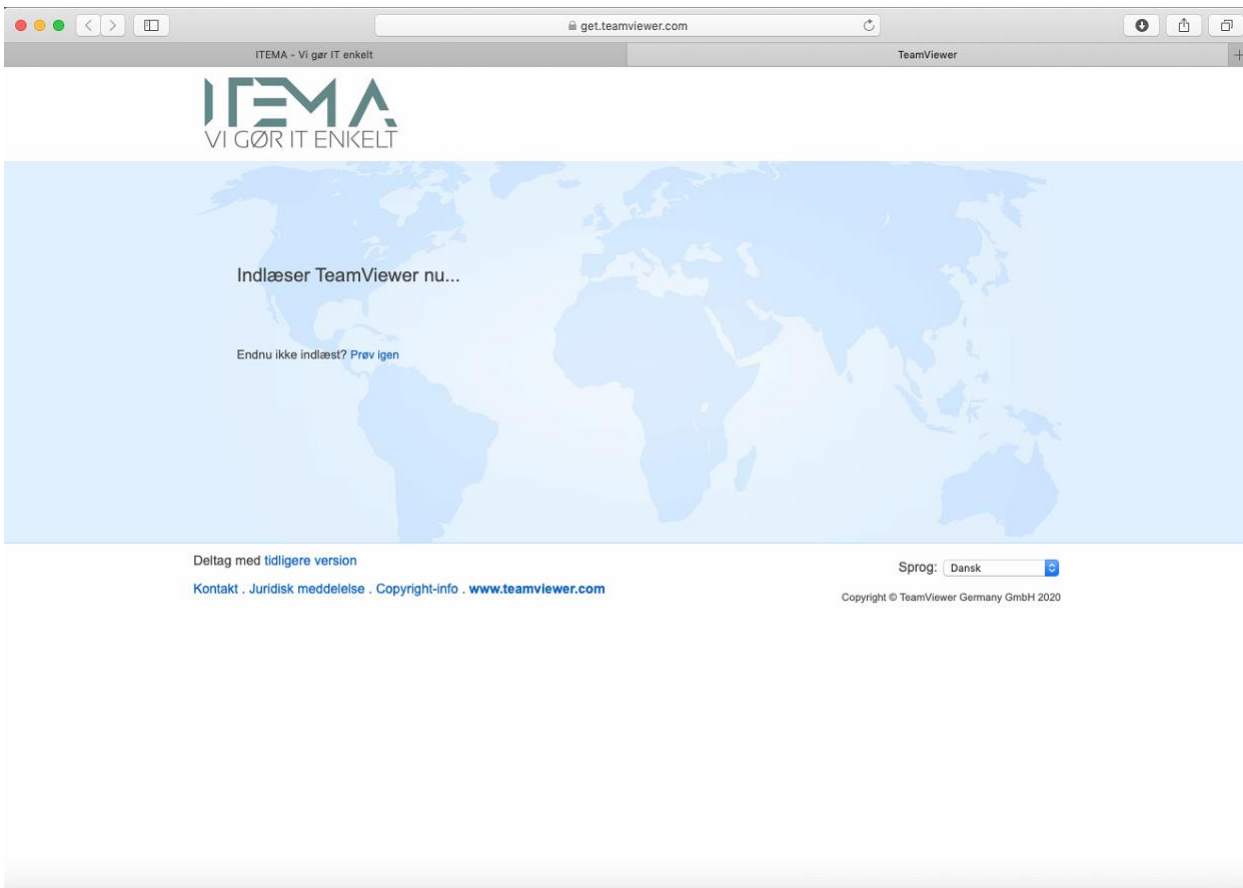 get.teamviewer.com
ITEMA - Vi gør IT enkelt
TeamViewer
ITEMA
VI GØR IT ENKELT
Indlæser TeamViewer nu...
Endnu ikke indlæst? Prøv igen
Deltag med tidligere version
Sprog: Dansk
Kontakt . Juridisk meddelelse . Copyright-info . www.teamviewer.com
Copyright © TeamViewer Germany GmbH 2020